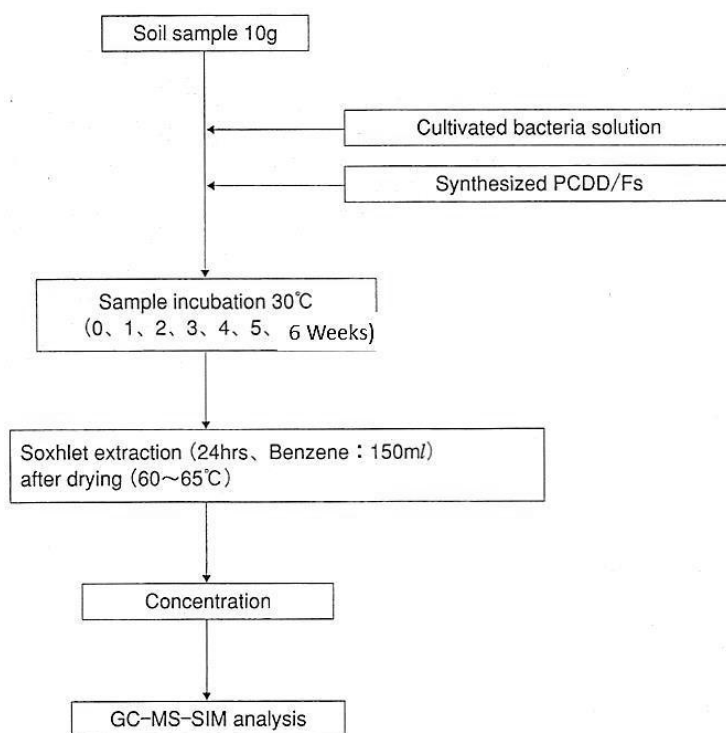 Soil sample 10g
Cultivated bacteria solution
Synthesized PCDD/Fs
Sample incubation 30℃
(0、1、2、3、4、5、 6 Weeks)
Soxhlet extraction (24hrs、Benzene：150ml)
after drying (60～65℃)
Concentration
GC-MS-SIM analysis